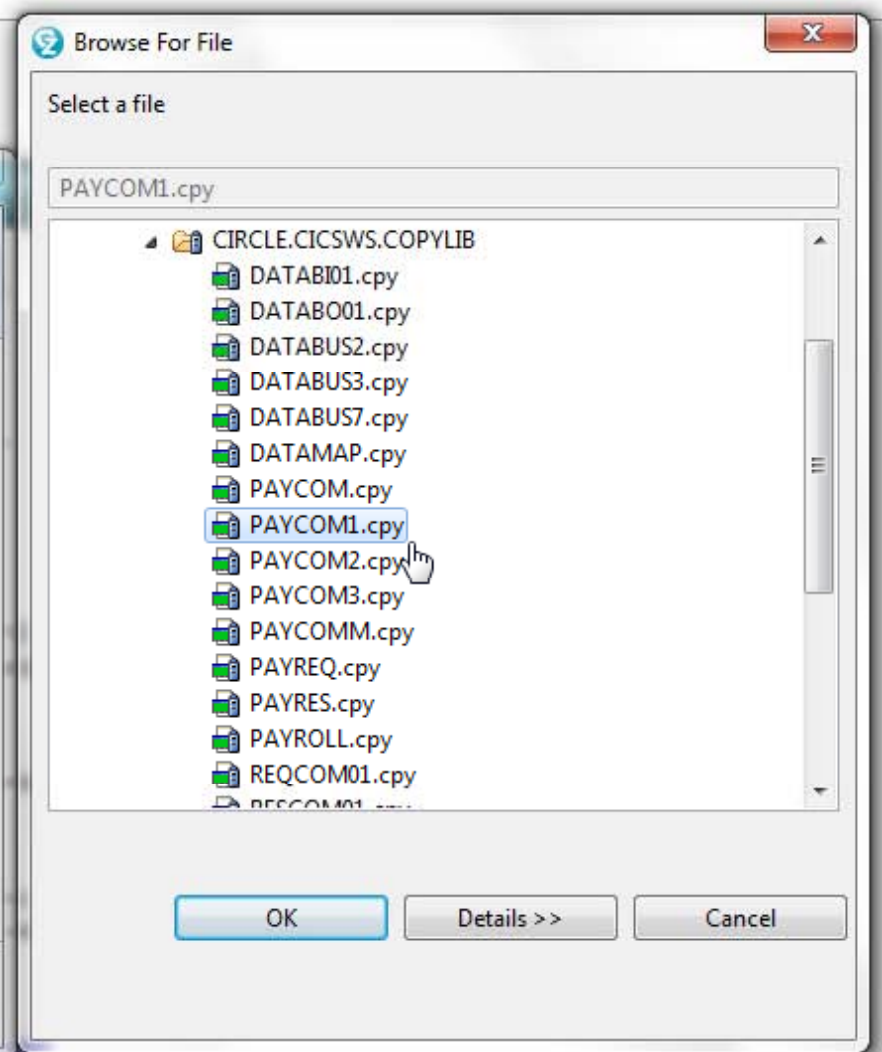 Browse For File
Select a file
PAYCOM1.cpy
CIRCLE.CICSWS.COPYLIB
DATABI01.cpy
DATABO01.cpy
DATABUS2.cpy
DATABUS3.cpy
DATABUS7.cpy
DATAMAP.cpy
PAYCOM.cpy
PAYCOM1.cpy
PAYCOM2.cpy
PAYCOM3.cpy
PAYCOMM.cpy
PAYREQ.cpy
PAYRES.cpy
PAYROLL.cpy
REQCOM01.cpy
OK Details >> Cancel